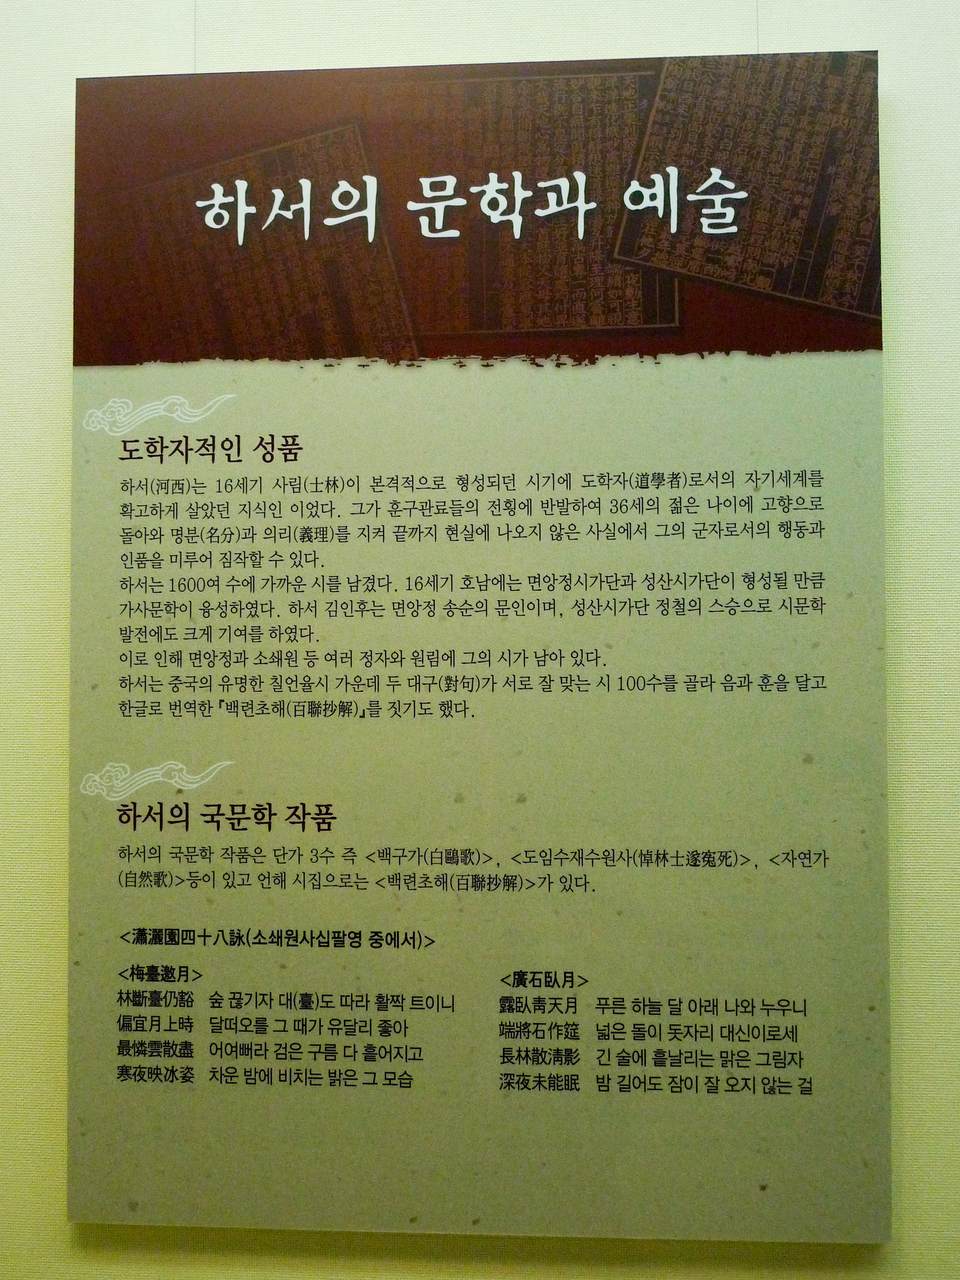 하서의 문학과 예술
도학자적인 성품
하서(河西)는 16세기 사림(士林)이 본격적으로 형성되던 시기에 도학자(道學者)로서의 자기세계를
확고하게 살았던 지식인 이었다. 그가 훈구관료들의 전횡에 반발하여 36세의 젊은 나이에 고향으로
돌아와 명분(名分)과 의리(義理)를 지켜 끝까지 현실에 나오지 않은 사실에서 그의 군자로서의 행동과
인품을 미루어 짐작할 수 있다.
하서는 1600여 수에 가까운 시를 남겼다. 16세기 호남에는 면앙정시가단과 성산시가단이 형성될 만큼
가사문학이 융성하였다. 하서 김인후는 면앙정 송순의 문인이며, 성산시가단 정철의 스승으로 시문학
발전에도 크게 기여를 하였다.
이로 인해 면앙정과 소쇄원 등 여러 정자와 원림에 그의 시가 남아 있다.
하서는 중국의 유명한 칠언율시 가운데 두 대구(對句)가 서로 잘 맞는 시 100수를 골라 음과 훈을 달고
한글로 번역한 『백련초해(百聯抄解)』를 짓기도 했다.
하서의 국문학 작품
하서의 국문학 작품은 단가 3수 즉 <백구가(白鷗歌)>, <도임수재수원사(悼林士遂寃死)>, <자연가
(自然歌)>등이 있고 언해 시집으로는 <백련초해(百聯抄解)>가 있다.
<瀟灑園四十八詠(소쇄원사십팔영 중에서)>
<梅臺邀月>
林斷臺仍豁 숲 끊기자 대(臺)도 따라 활짝 트이니
偏宜月上時 달떠오를 그 때가 유달리 좋아
最憐雲散盡 어여뻐라 검은 구름 다 흩어지고
寒夜映冰姿 차운 밤에 비치는 밝은 그 모습
<廣石臥月>
露臥靑天月 푸른 하늘 달 아래 나와 누우니
端將石作筵 넓은 돌이 돗자리 대신이로세
長林散淸影 긴 술에 흩날리는 맑은 그림자
深夜未能眠 밤 깊어도 잠이 잘 오지 않는 걸